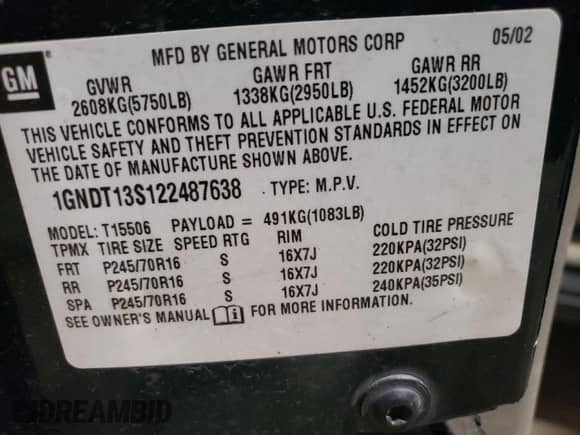 GM
®
MFD BY GENERAL MOTORS CORP 05/02
GVWR GAWR FRT GAWR RR
2608KG(5750LB) 1338KG(2950LB) 1452KG(3200LB)
THIS VEHICLE CONFORMS TO ALL APPLICABLE U.S. FEDERAL MOTOR
VEHICLE SAFETY AND THEFT PREVENTION STANDARDS IN EFFECT ON
THE DATE OF MANUFACTURE SHOWN ABOVE.
1GNDT13S122487638 TYPE: M.P.V.
MODEL: T15506 PAYLOAD = 491KG(1083LB)
TPMX TIRE SIZE SPEED RTG RIM COLD TIRE PRESSURE
FRT P245/70R16 S 16X7J 220KPA(32PSI)
RR P245/70R16 S 16X7J 220KPA(32PSI)
SPA P245/70R16 S 16X7J 240KPA(35PSI)
SEE OWNER'S MANUAL i FOR MORE INFORMATION.
DREAMBID